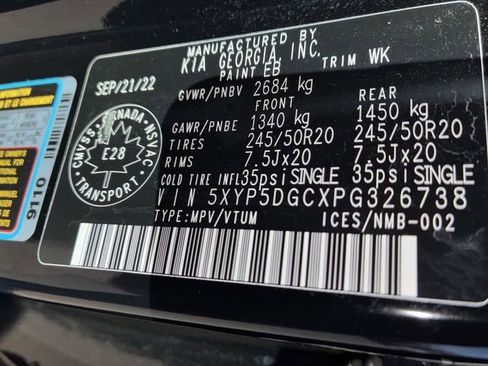 MANUFACTURED BY
KIA GEORGIA, INC.
PAINT EB TRIM WK
SEP/21/22
GVWR/PNBV 2684 kg
FRONT REAR
GAWR/PNBE 1340 kg 1450 kg
TIRES 245/50R20 245/50R20
RIMS 7.5Jx20 7.5Jx20
COLD TIRE INFL 35psi SINGLE 35psi SINGLE
VIN 5XYP5DGCXPG326738
TYPE:MPV/VTUM ICES/NMB-002
CMVSS CANADA NSVAC
E28
TRANSPORT
9110